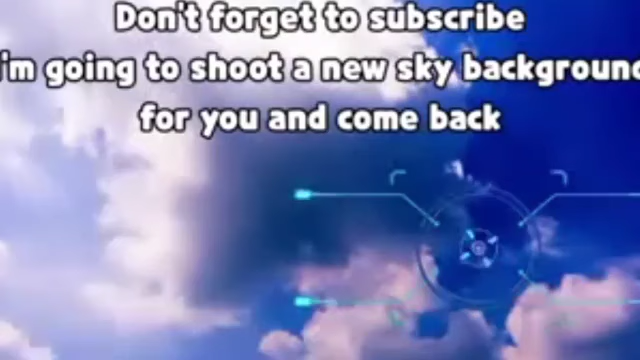 Don't forget to subscribe
I'm going to shoot a new sky background
for you and come back